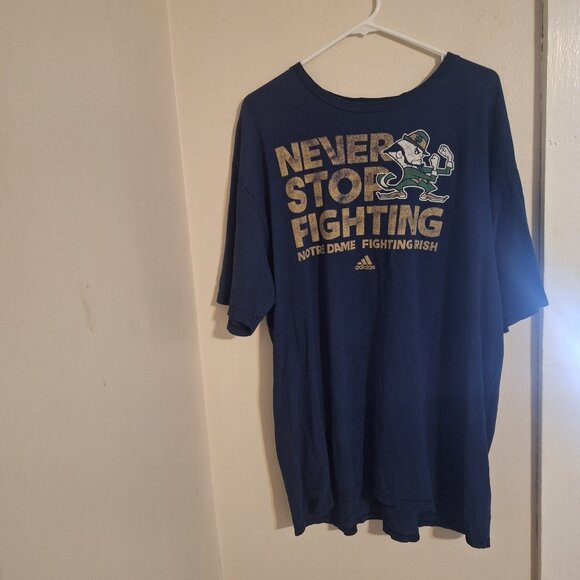 NEVER
STOP
FIGHTING
NOTRE DAME FIGHTING IRISH
adidas